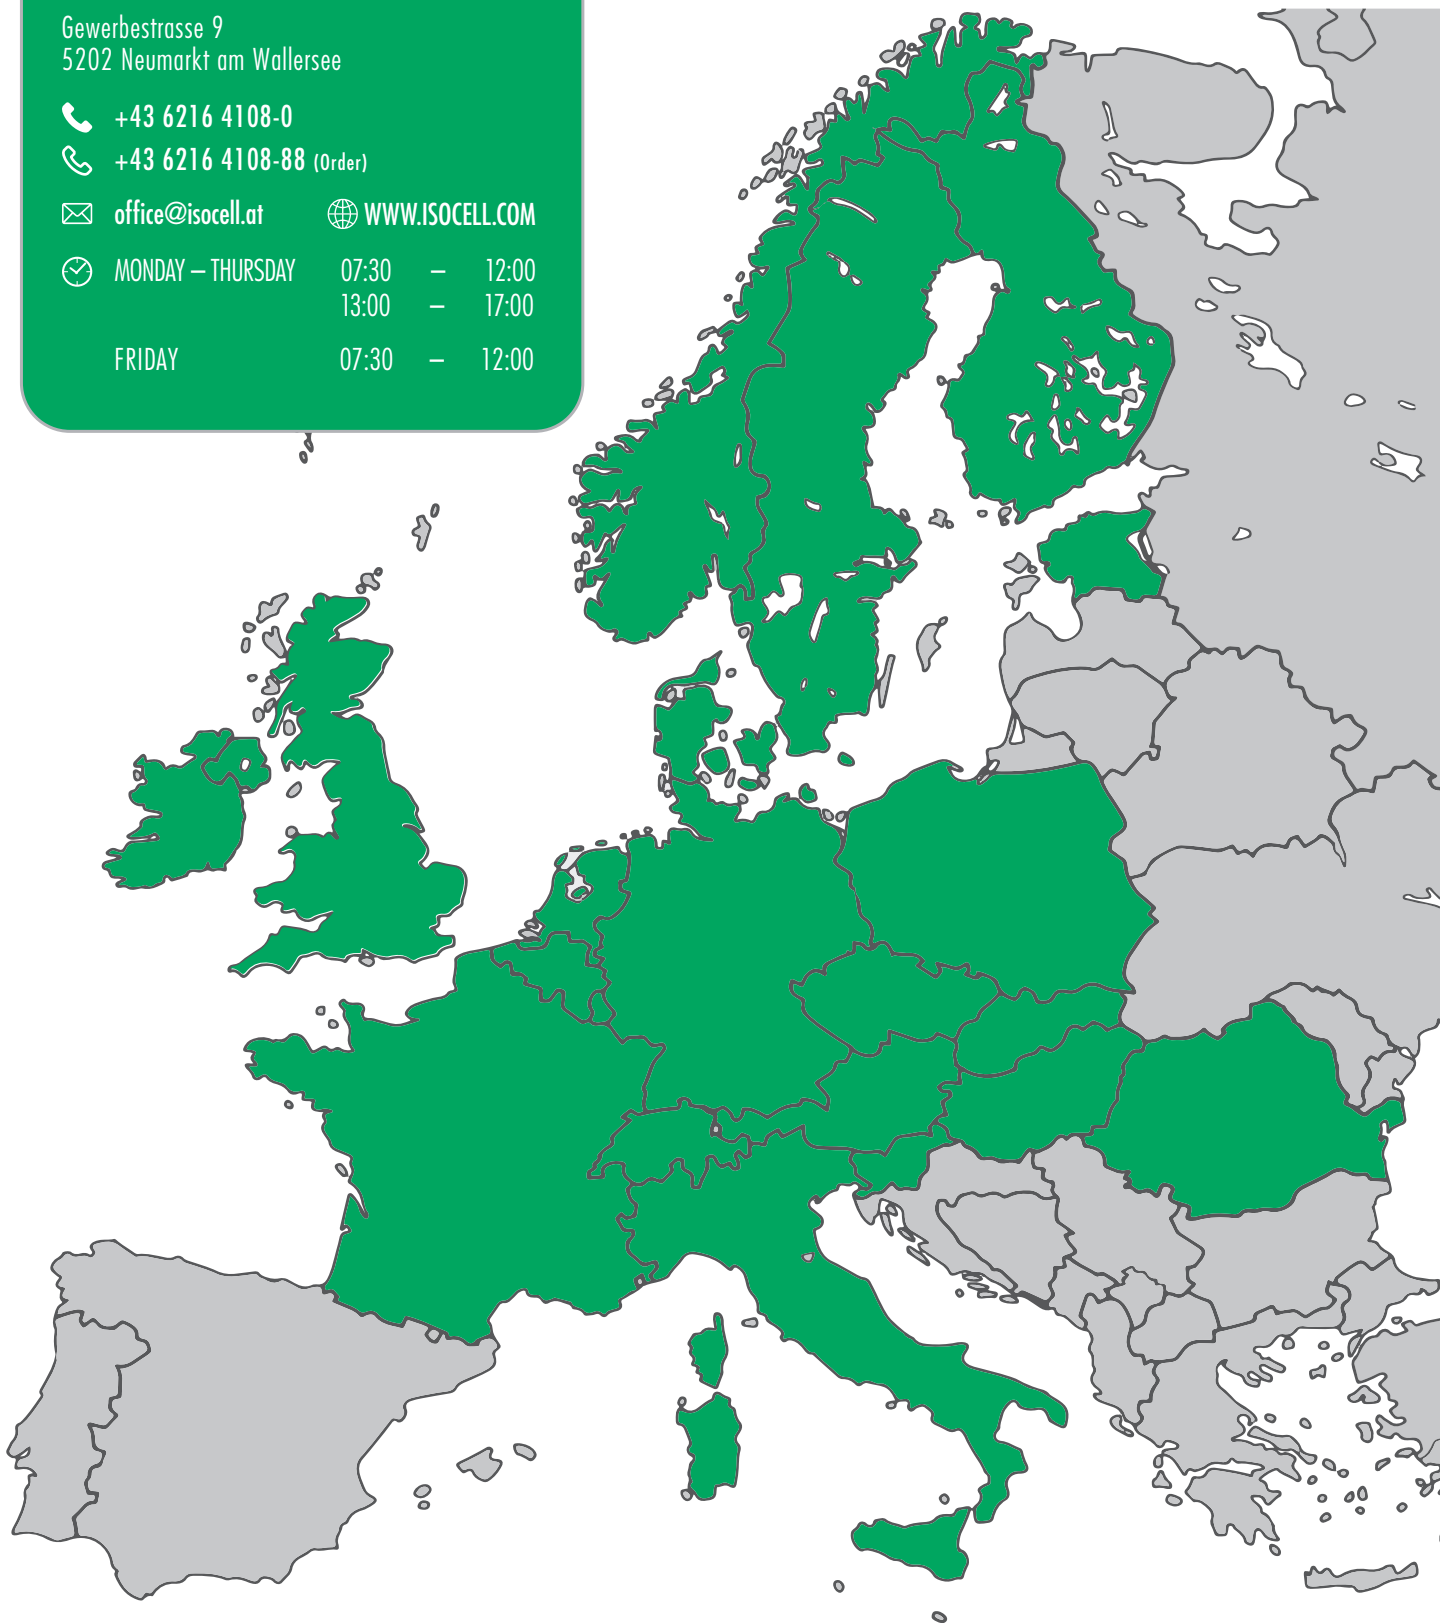 Gewerbestrasse 9
5202 Neumarkt am Wallersee
+43 6216 4108-0
+43 6216 4108-88 (Order)
office@isocell.at WWW.ISOCELL.COM
MONDAY – THURSDAY 07:30 – 12:00
13:00 – 17:00
FRIDAY 07:30 – 12:00